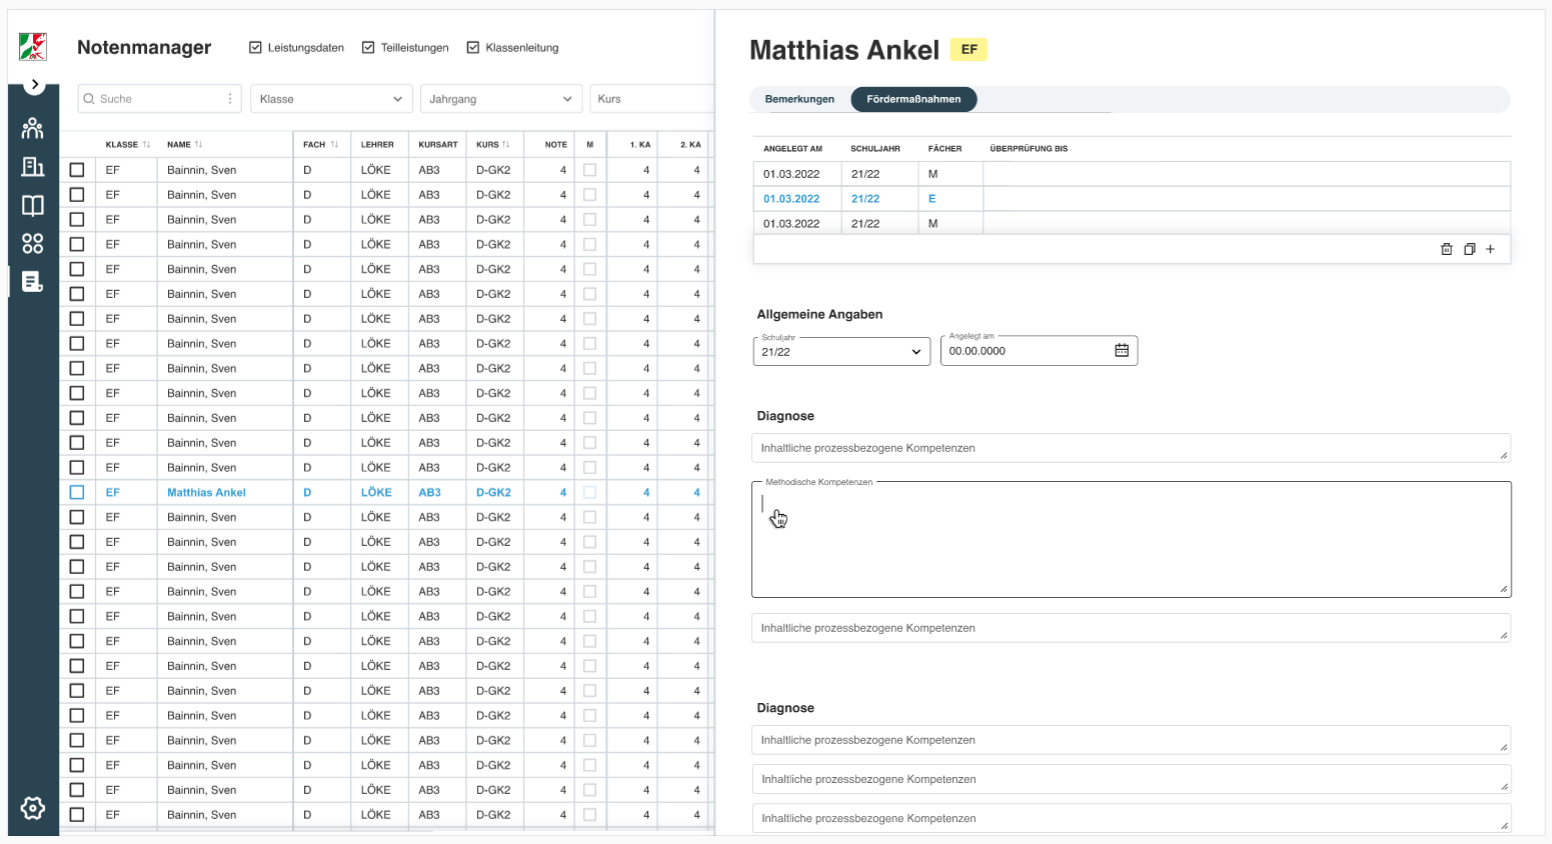 Notenmanager
Leistungsdaten
Teilleistungen
Klassenleitung
Suche
Klasse
Jahrgang
Kurs
KLASSE NAME FACH LEHRER KURSART KURS NOTE M 1. KA 2. KA
EF Bainnin, Sven D LÖKE AB3 D-GK2 4 4 4
EF Bainnin, Sven D LÖKE AB3 D-GK2 4 4 4
EF Bainnin, Sven D LÖKE AB3 D-GK2 4 4 4
EF Bainnin, Sven D LÖKE AB3 D-GK2 4 4 4
EF Bainnin, Sven D LÖKE AB3 D-GK2 4 4 4
EF Bainnin, Sven D LÖKE AB3 D-GK2 4 4 4
EF Bainnin, Sven D LÖKE AB3 D-GK2 4 4 4
EF Bainnin, Sven D LÖKE AB3 D-GK2 4 4 4
EF Bainnin, Sven D LÖKE AB3 D-GK2 4 4 4
EF Bainnin, Sven D LÖKE AB3 D-GK2 4 4 4
EF Bainnin, Sven D LÖKE AB3 D-GK2 4 4 4
EF Bainnin, Sven D LÖKE AB3 D-GK2 4 4 4
EF Bainnin, Sven D LÖKE AB3 D-GK2 4 4 4
EF Matthias Ankel D LÖKE AB3 D-GK2 4 4 4
EF Bainnin, Sven D LÖKE AB3 D-GK2 4 4 4
EF Bainnin, Sven D LÖKE AB3 D-GK2 4 4 4
EF Bainnin, Sven D LÖKE AB3 D-GK2 4 4 4
EF Bainnin, Sven D LÖKE AB3 D-GK2 4 4 4
EF Bainnin, Sven D LÖKE AB3 D-GK2 4 4 4
EF Bainnin, Sven D LÖKE AB3 D-GK2 4 4 4
EF Bainnin, Sven D LÖKE AB3 D-GK2 4 4 4
EF Bainnin, Sven D LÖKE AB3 D-GK2 4 4 4
EF Bainnin, Sven D LÖKE AB3 D-GK2 4 4 4
EF Bainnin, Sven D LÖKE AB3 D-GK2 4 4 4
EF Bainnin, Sven D LÖKE AB3 D-GK2 4 4 4
EF Bainnin, Sven D LÖKE AB3 D-GK2 4 4 4
EF Bainnin, Sven D LÖKE AB3 D-GK2 4 4 4
Matthias Ankel EF
Bemerkungen
Fördermaßnahmen
ANGELEGT AM SCHULJAHR FÄCHER ÜBERPRÜFUNG BIS
01.03.2022 21/22 M
01.03.2022 21/22 E
01.03.2022 21/22 M
Allgemeine Angaben
Schuljahr
21/22
Angelegt am
00.00.0000
Diagnose
Inhaltliche prozessbezogene Kompetenzen
Methodische Kompetenzen
Inhaltliche prozessbezogene Kompetenzen
Diagnose
Inhaltliche prozessbezogene Kompetenzen
Inhaltliche prozessbezogene Kompetenzen
Inhaltliche prozessbezogene Kompetenzen